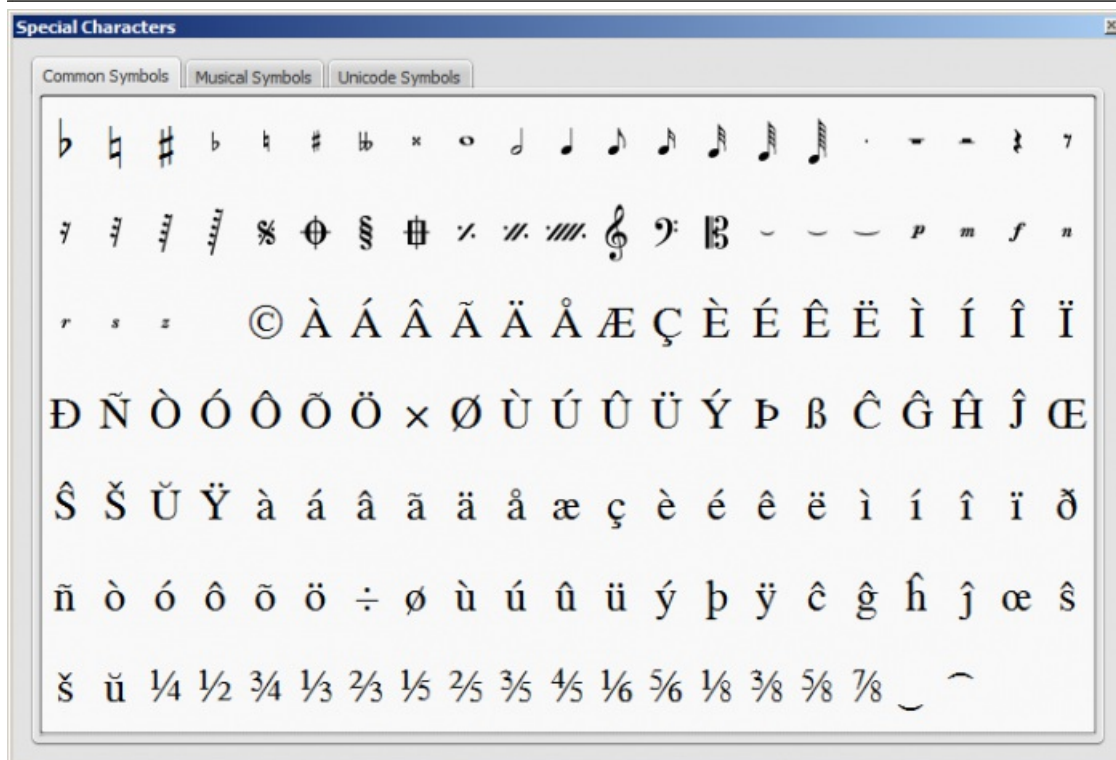 Special Characters
Common Symbols Musical Symbols Unicode Symbols
♭ ♮ ♯ ♭ ♮ ♯ 𝄫 𝄪 𝅝 𝅗𝅥 𝅘𝅥 𝅘𝅥𝅮 𝅘𝅥𝅯 𝅘𝅥𝅰 𝅘𝅥𝅱 𝅘𝅥𝅲 . 𝄻 𝄼 𝄽 𝄾
𝄿 𝅀 𝅁 𝅂 𝄋 𝄌 § 𝄎 𝄏 𝄞 𝄢 𝄡 p m f n
r s z © À Á Â Ã Ä Å Æ Ç È É Ê Ë Ì Í Î Ï
Ð Ñ Ò Ó Ô Õ Ö × Ø Ù Ú Û Ü Ý Þ ß Ĉ Ĝ Ĥ Ĵ Œ
Ŝ Š Ŭ Ÿ à á â ã ä å æ ç è é ê ë ì í î ï ð
ñ ò ó ô õ ö ÷ ø ù ú û ü ý þ ÿ ĉ ĝ ĥ ĵ œ ŝ
š ŭ ¼ ½ ¾ ⅓ ⅔ ⅕ ⅖ ⅗ ⅘ ⅙ ⅚ ⅛ ⅜ ⅝ ⅞ ‿ ⁀